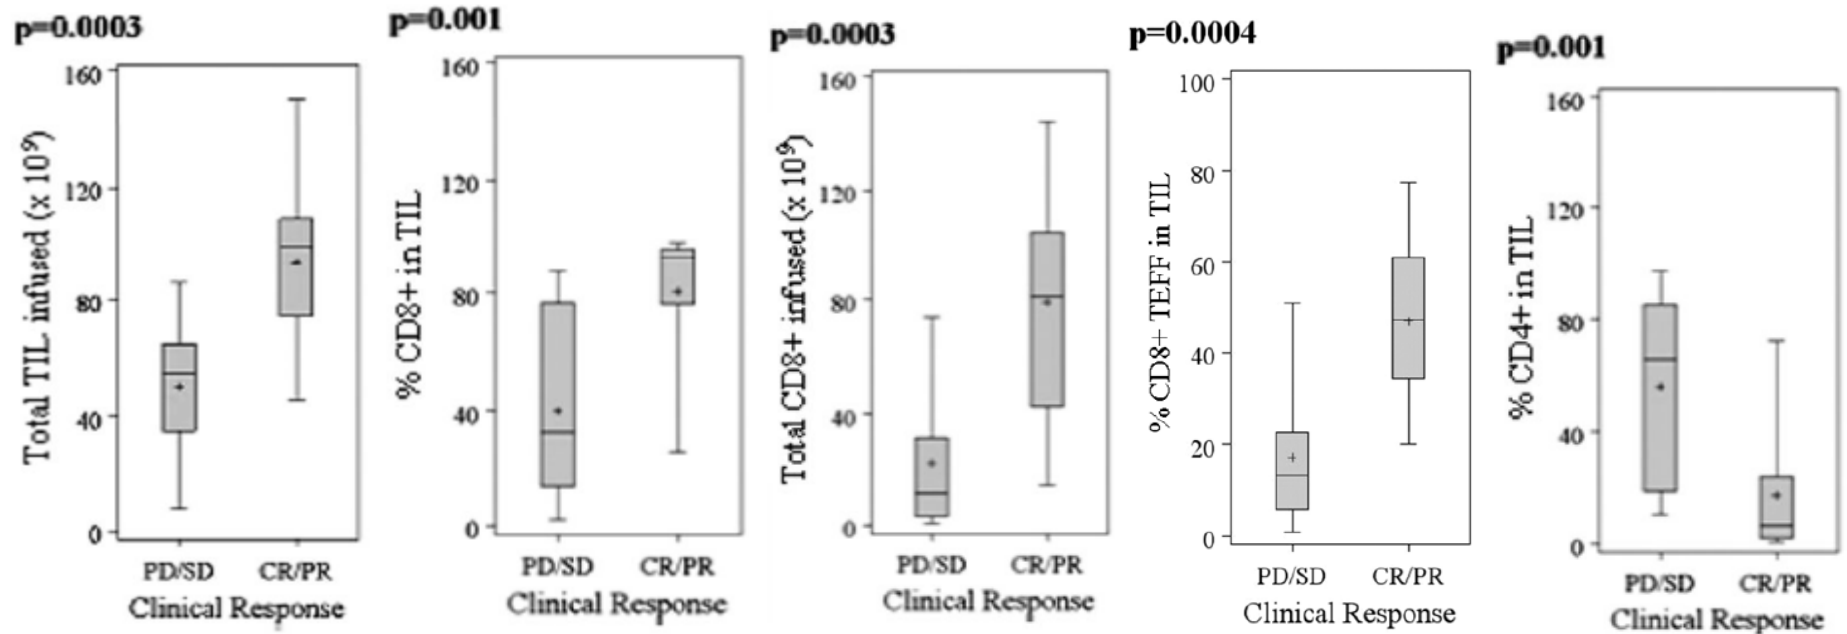 p=0.0003
Total TIL infused (x 10⁹)
160
120
80
40
0
PD/SD CR/PR
Clinical Response
p=0.001
% CD8+ in TIL
160
120
80
40
0
PD/SD CR/PR
Clinical Response
p=0.0003
Total CD8+ infused (x 10⁹)
160
120
80
40
0
PD/SD CR/PR
Clinical Response
p=0.0004
% CD8+ TEFF in TIL
100
80
60
40
20
0
PD/SD CR/PR
Clinical Response
p=0.001
% CD4+ in TIL
160
120
80
40
0
PD/SD CR/PR
Clinical Response